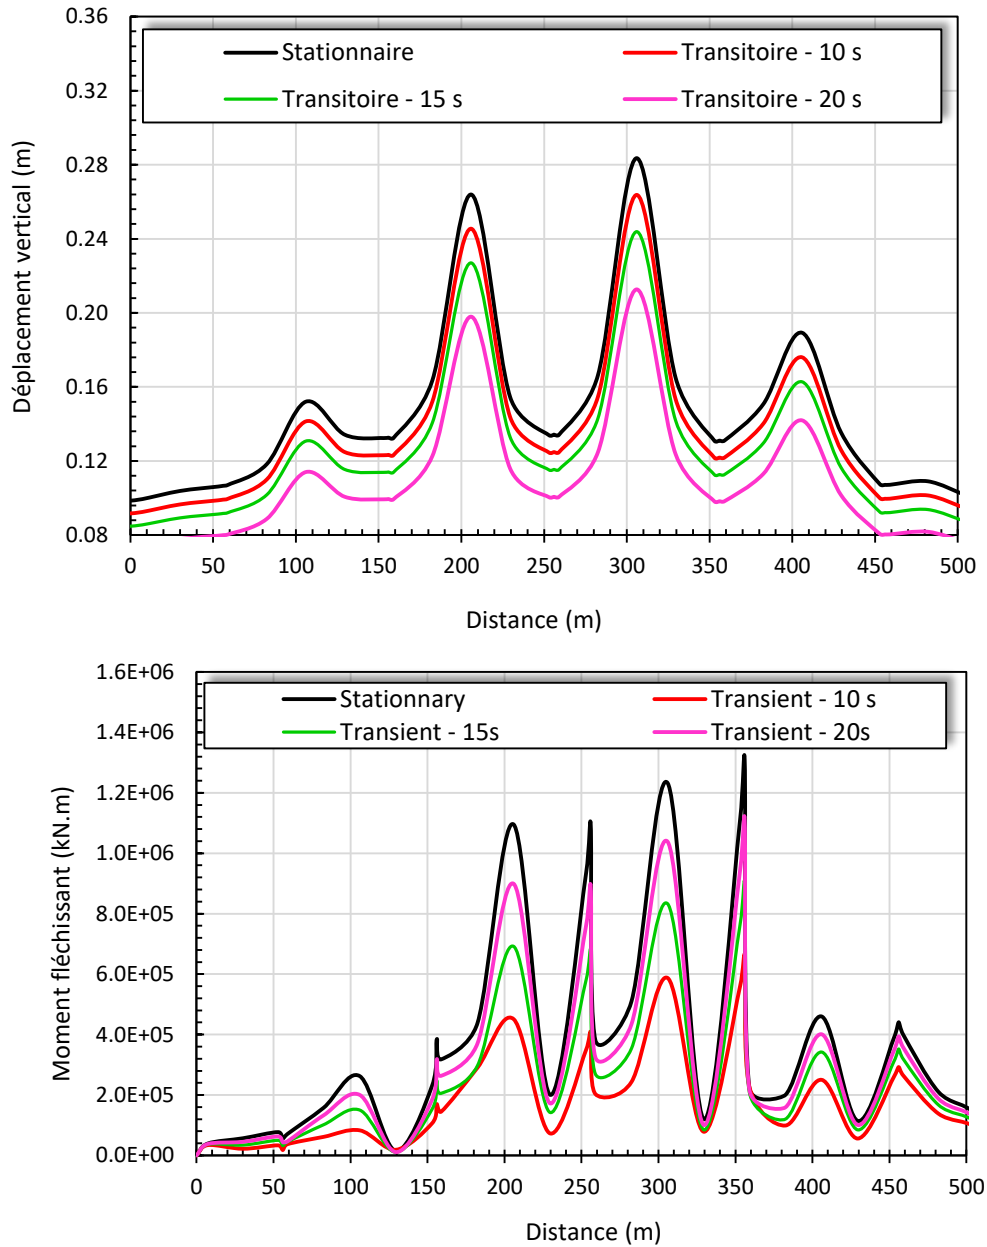 0.36
0.32
0.28
0.24
0.20
0.16
0.12
0.08
Déplacement vertical (m)
Stationnaire
Transitoire - 10 s
Transitoire - 15 s
Transitoire - 20 s
0 50 100 150 200 250 300 350 400 450 500
Distance (m)
1.6E+06
1.4E+06
1.2E+06
1.0E+06
8.0E+05
6.0E+05
4.0E+05
2.0E+05
0.0E+00
Moment fléchissant (kN.m)
Stationnary
Transient - 10 s
Transient - 15s
Transient - 20s
0 50 100 150 200 250 300 350 400 450 500
Distance (m)